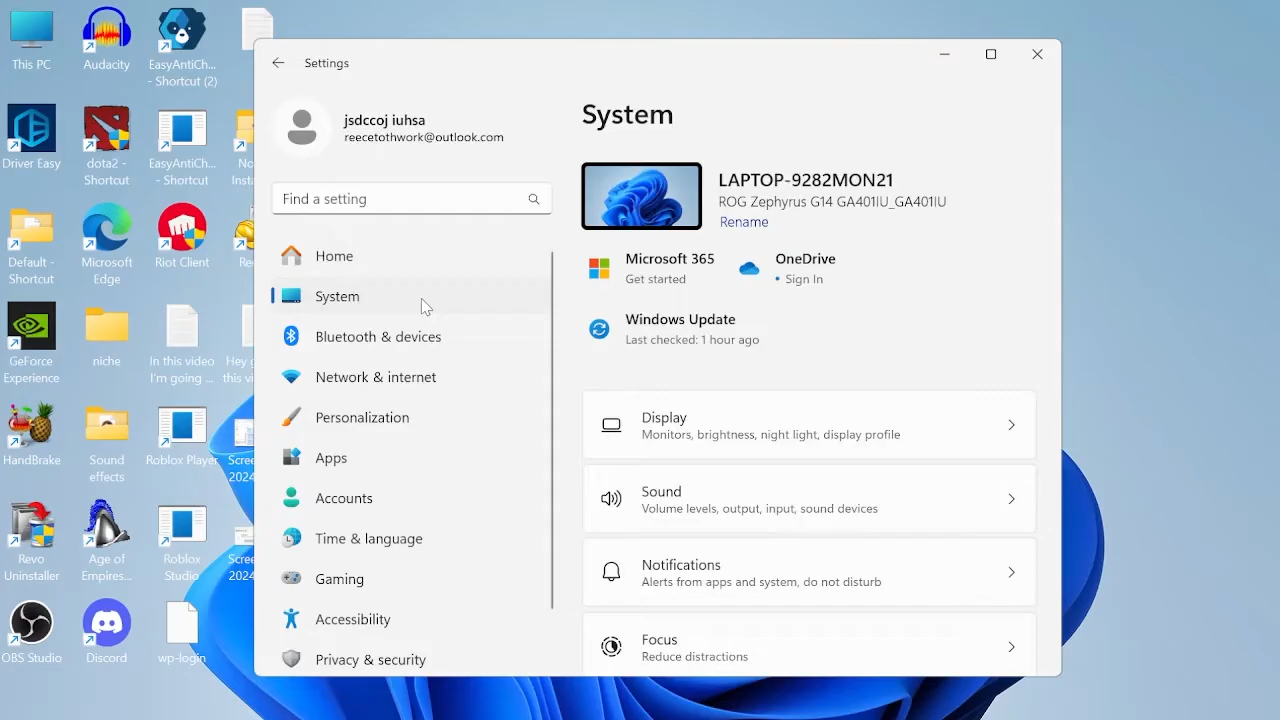 This PC
Audacity
EasyAntiCh...
- Shortcut (2)
Driver Easy
dota2 -
Shortcut
EasyAntiCh...
- Shortcut
Default -
Shortcut
Microsoft
Edge
Riot Client
GeForce
Experience
niche
In this video
I'm going ...
HandBrake
Sound
effects
Roblox Player
Scree
2024
Revo
Uninstaller
Age of
Empires...
Roblox
Studio
Scree
2024
OBS Studio
Discord
wp-login
Settings
jsdccoj iuhsa
reecetothwork@outlook.com
Find a setting
Home
System
Bluetooth & devices
Network & internet
Personalization
Apps
Accounts
Time & language
Gaming
Accessibility
Privacy & security
System
LAPTOP-9282MON21
ROG Zephyrus G14 GA401IU_GA401IU
Rename
Microsoft 365
Get started
OneDrive
• Sign In
Windows Update
Last checked: 1 hour ago
Display
Monitors, brightness, night light, display profile
Sound
Volume levels, output, input, sound devices
Notifications
Alerts from apps and system, do not disturb
Focus
Reduce distractions